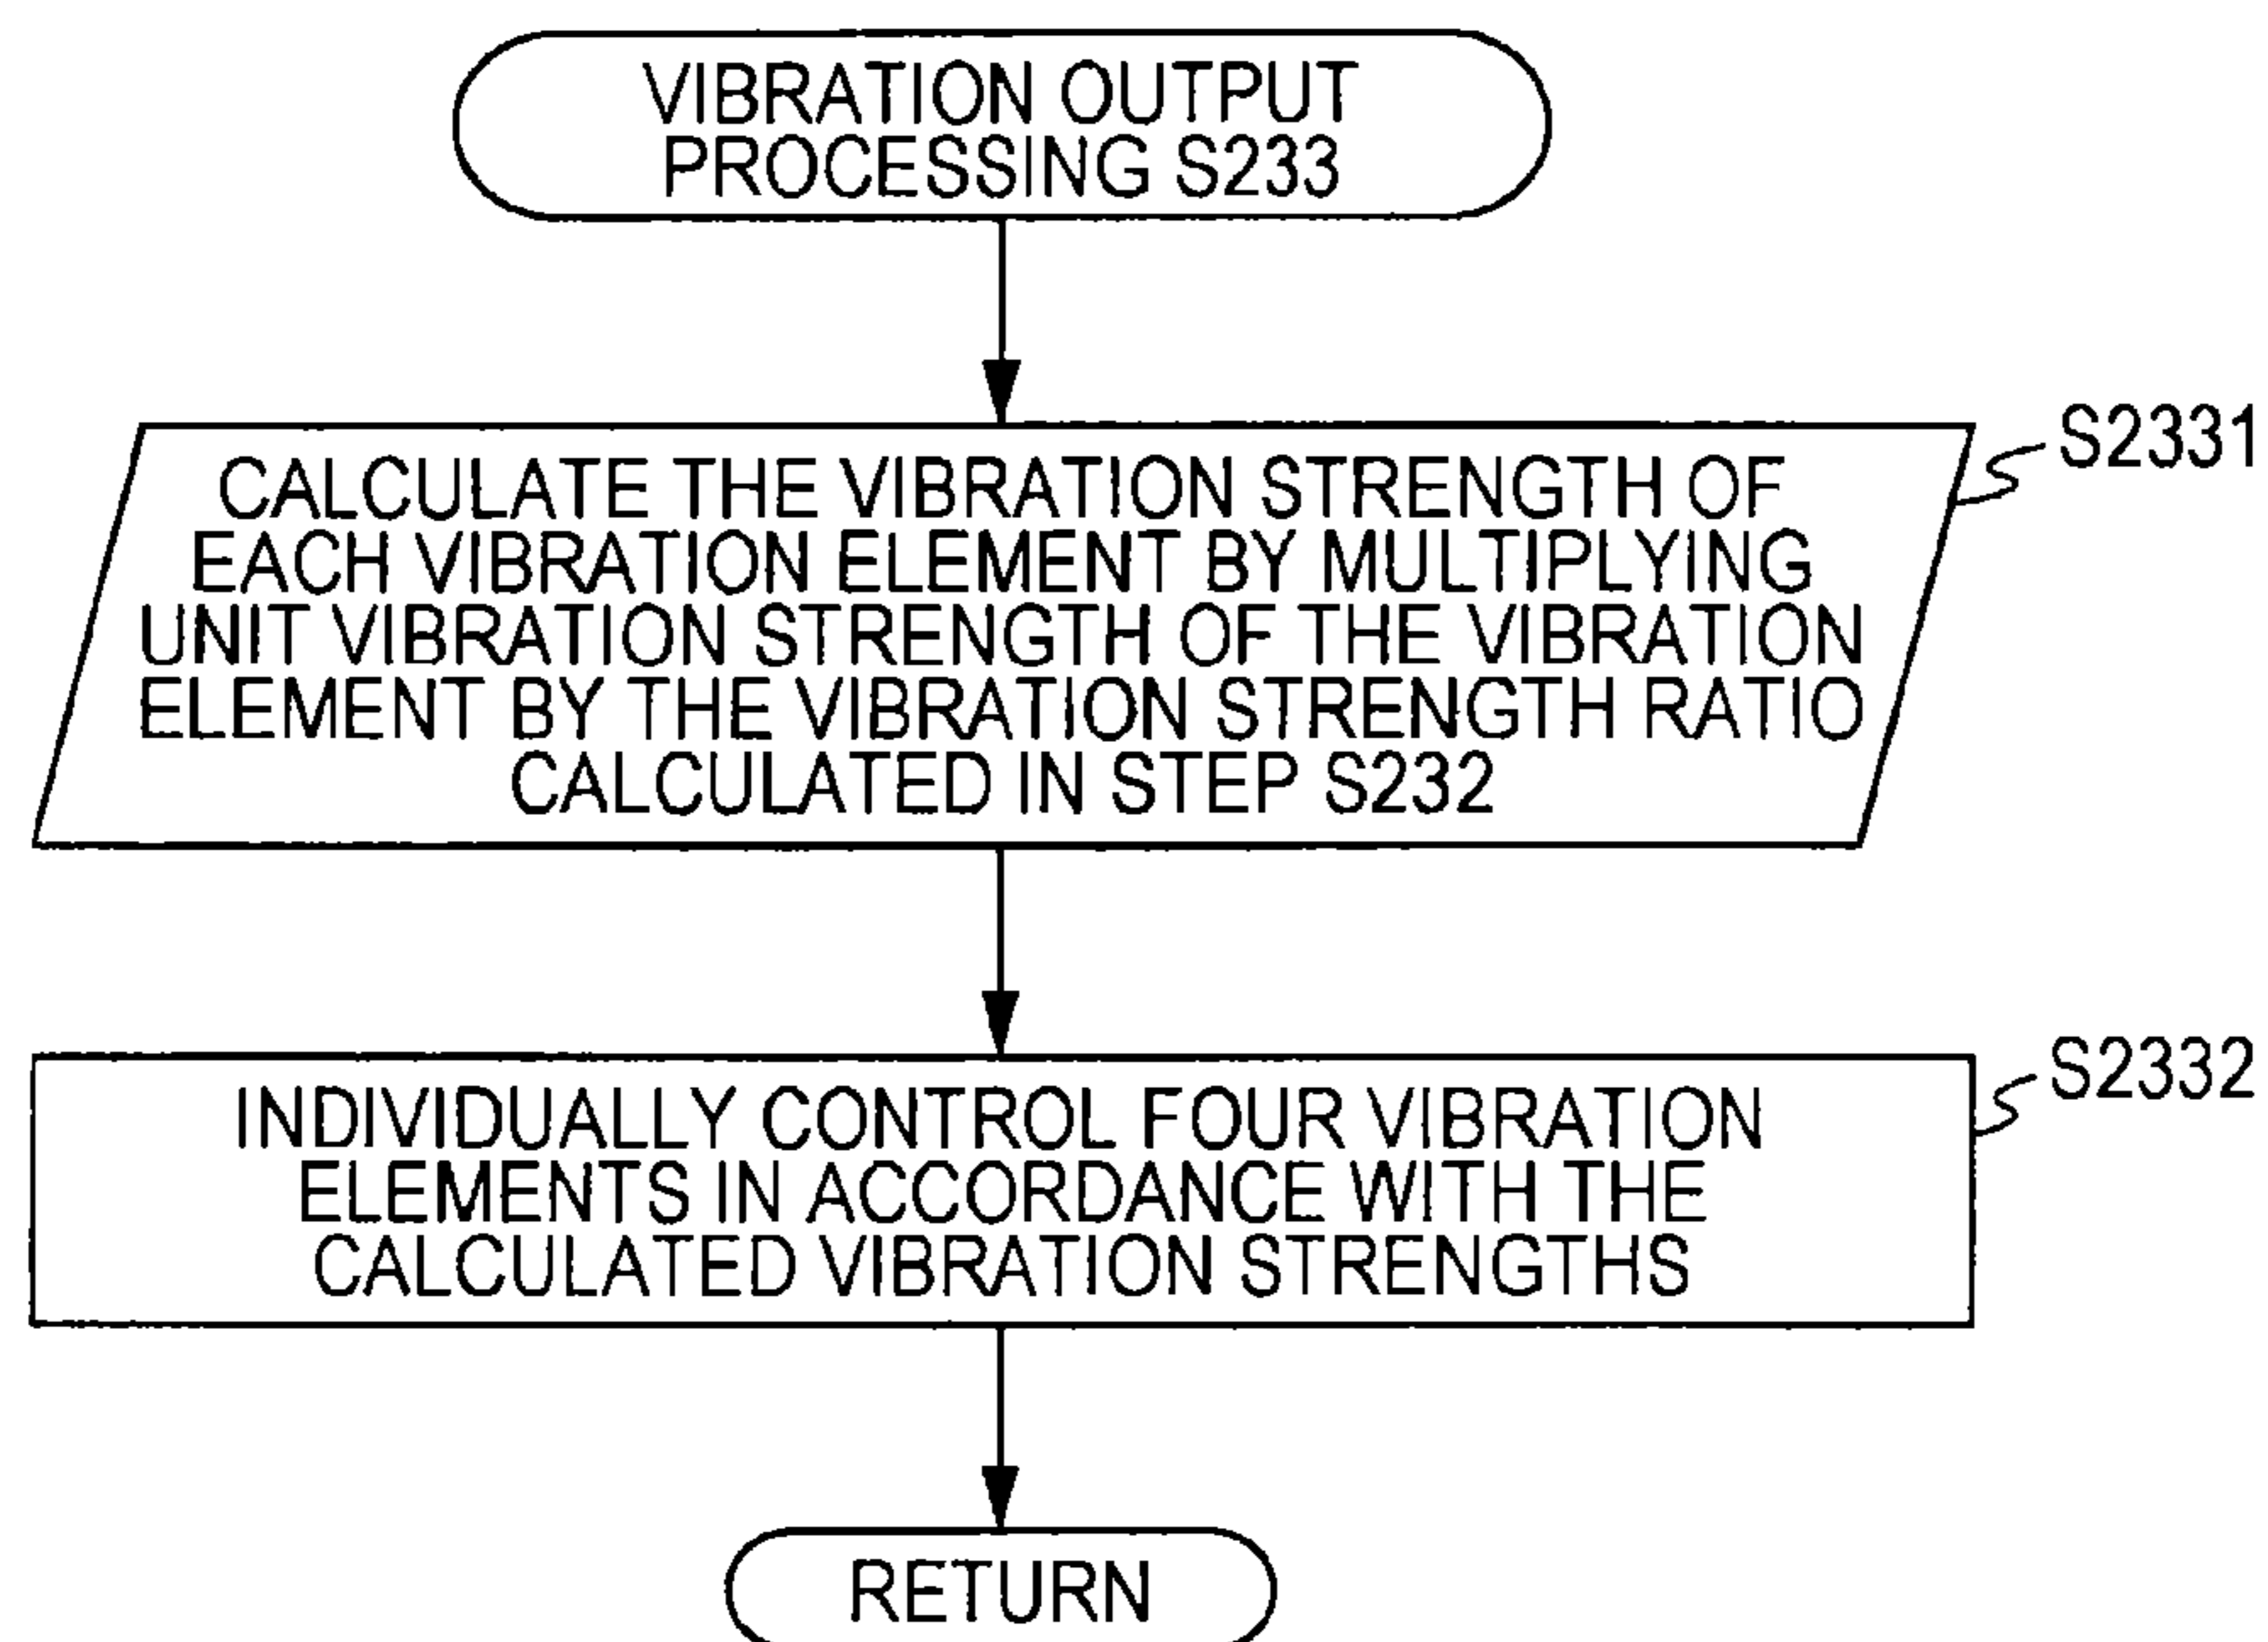 VIBRATION OUTPUT
PROCESSING S233
S2331
CALCULATE THE VIBRATION STRENGTH OF
EACH VIBRATION ELEMENT BY MULTIPLYING
UNIT VIBRATION STRENGTH OF THE VIBRATION
ELEMENT BY THE VIBRATION STRENGTH RATIO
CALCULATED IN STEP S232
S2332
INDIVIDUALLY CONTROL FOUR VIBRATION
ELEMENTS IN ACCORDANCE WITH THE
CALCULATED VIBRATION STRENGTHS
RETURN